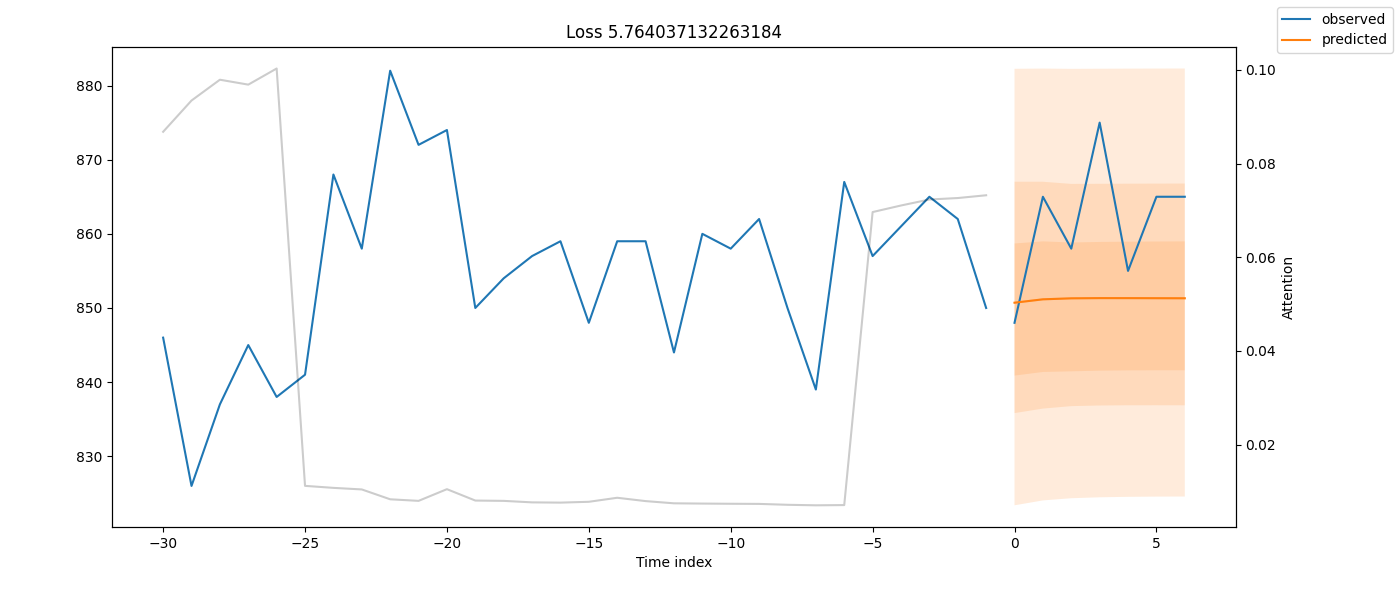 Loss 5.764037132263184
observed
predicted
880
870
860
850
840
830
0.10
0.08
0.06
0.04
0.02
Attention
−30 −25 −20 −15 −10 −5 0 5
Time index